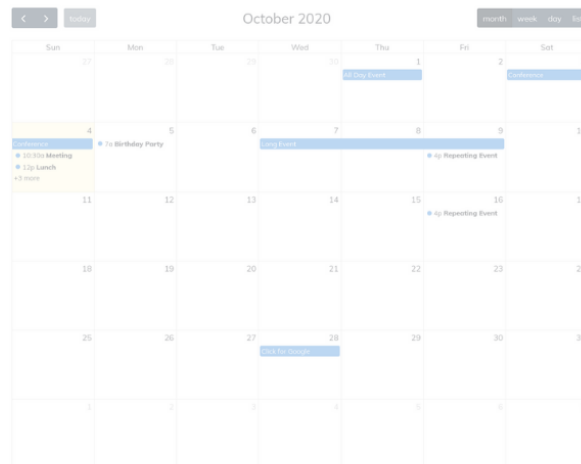 today October 2020 month week day
Sun Mon Tue Wed Thu Fri Sat
27 28 29 30 1 2
All Day Event Conference
4 5 6 7 8 9
Conference 7a Birthday Party Long Event
10:30a Meeting 4p Repeating Event
12p Lunch
+3 more
11 12 13 14 15 16
4p Repeating Event
18 19 20 21 22 23
25 26 27 28 29 30
Click for Google
1 2 3 4 5 6